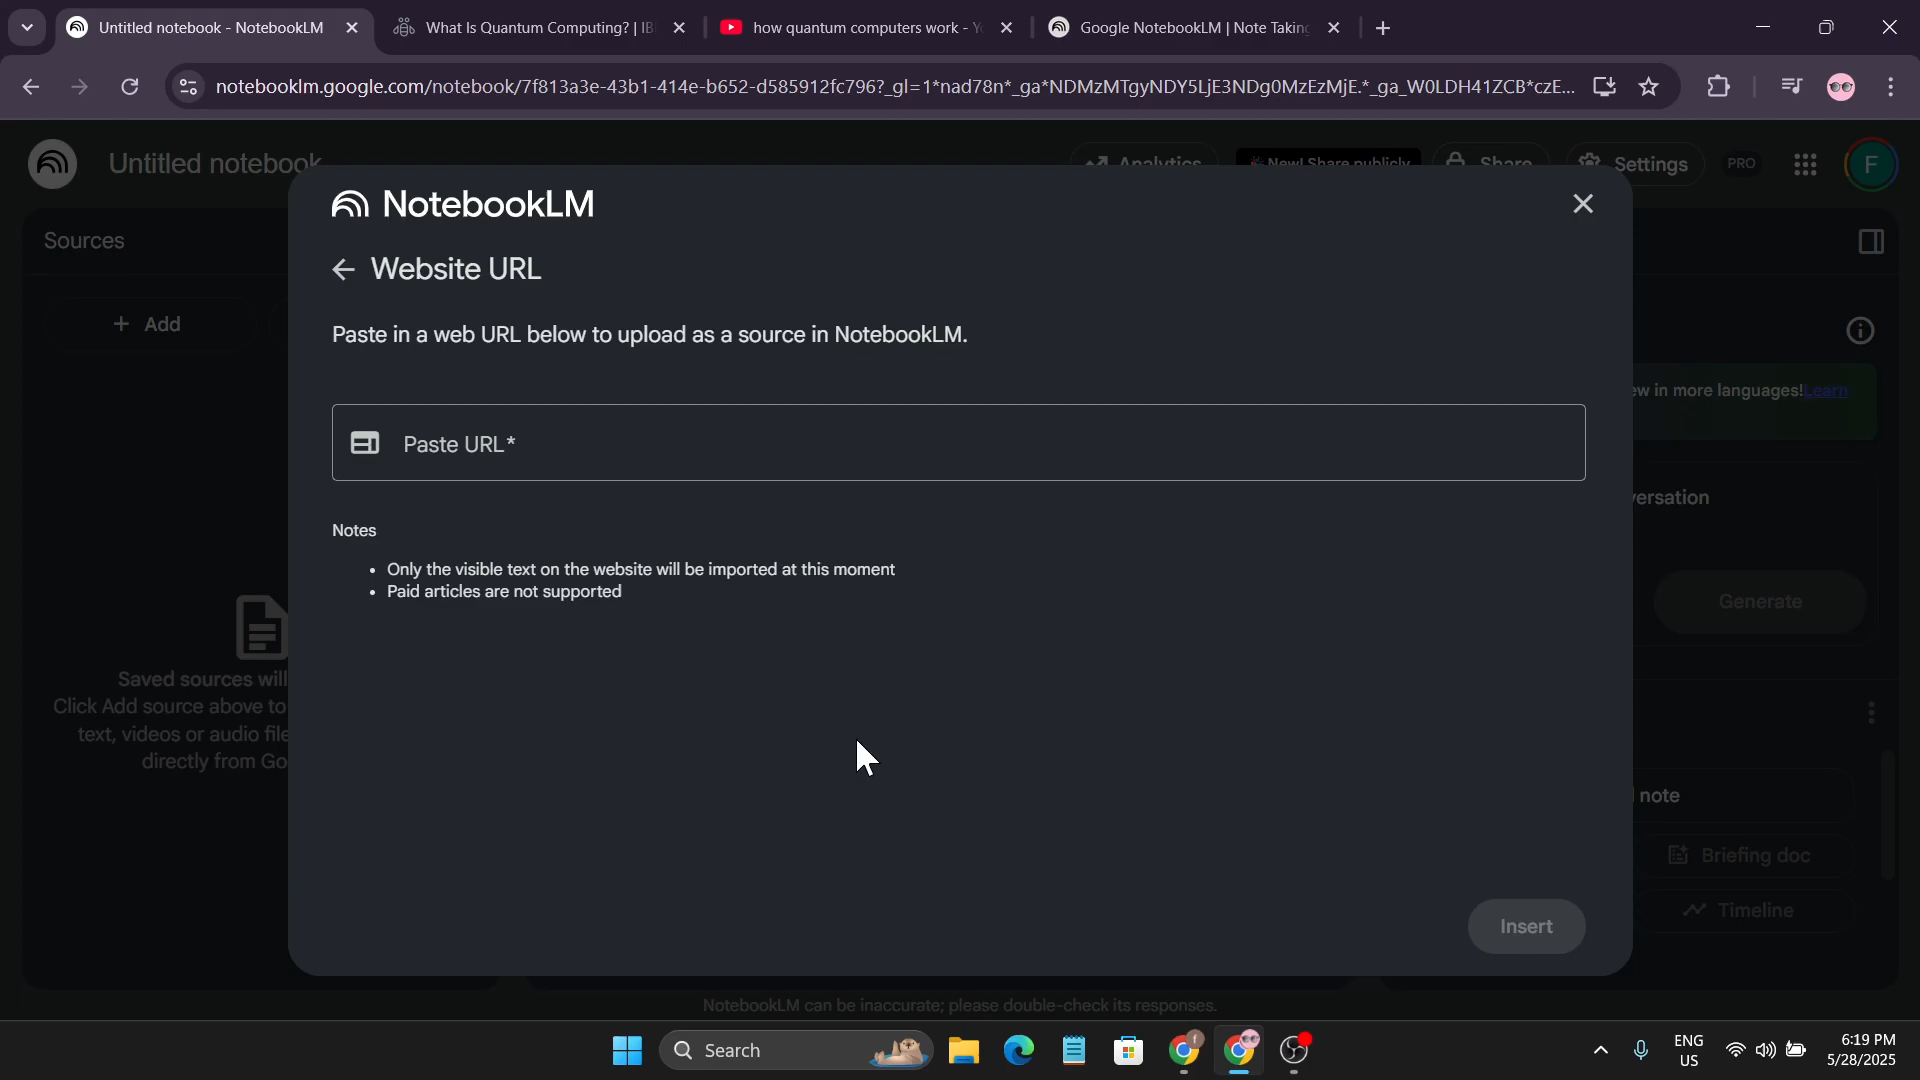 Untitled notebook - NotebookLM
What Is Quantum Computing? | IB
how quantum computers work - Y
Google NotebookLM | Note Taking
notebooklm.google.com/notebook/7f813a3e-43b1-414e-b652-d585912fc796?_gl=1*nad78n*_ga*NDMzMTgyNDY5LjE3NDg0MzEzMjE.*_ga_W0LDH41ZCB*czE...
Untitled notebook
Analytics
New! Share publicly
Share
Settings
PRO
F
NotebookLM
Sources
Website URL
+ Add
Paste in a web URL below to upload as a source in NotebookLM.
ew in more languages! Learn
Paste URL*
versation
Notes
• Only the visible text on the website will be imported at this moment
• Paid articles are not supported
Generate
Saved sources will
Click Add source above to
text, videos or audio file
directly from Go
note
Briefing doc
Timeline
Insert
NotebookLM can be inaccurate; please double-check its responses.
Search
f
ENG
US
6:19 PM
5/28/2025